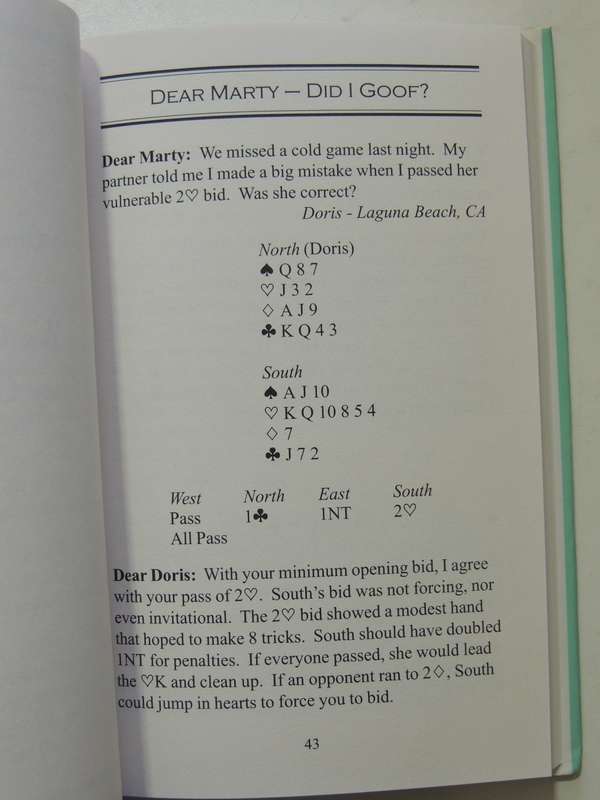 DEAR MARTY – DID I GOOF?
Dear Marty: We missed a cold game last night. My
partner told me I made a big mistake when I passed her
vulnerable 2♡ bid. Was she correct?
Doris - Laguna Beach, CA
North (Doris)
♠ Q 8 7
♡ J 3 2
♢ A J 9
♣ K Q 4 3
South
♠ A J 10
♡ K Q 10 8 5 4
♢ 7
♣ J 7 2
West North East South
Pass 1♣ 1NT 2♡
All Pass
Dear Doris: With your minimum opening bid, I agree
with your pass of 2♡. South's bid was not forcing, nor
even invitational. The 2♡ bid showed a modest hand
that hoped to make 8 tricks. South should have doubled
1NT for penalties. If everyone passed, she would lead
the ♡K and clean up. If an opponent ran to 2♢, South
could jump in hearts to force you to bid.
43